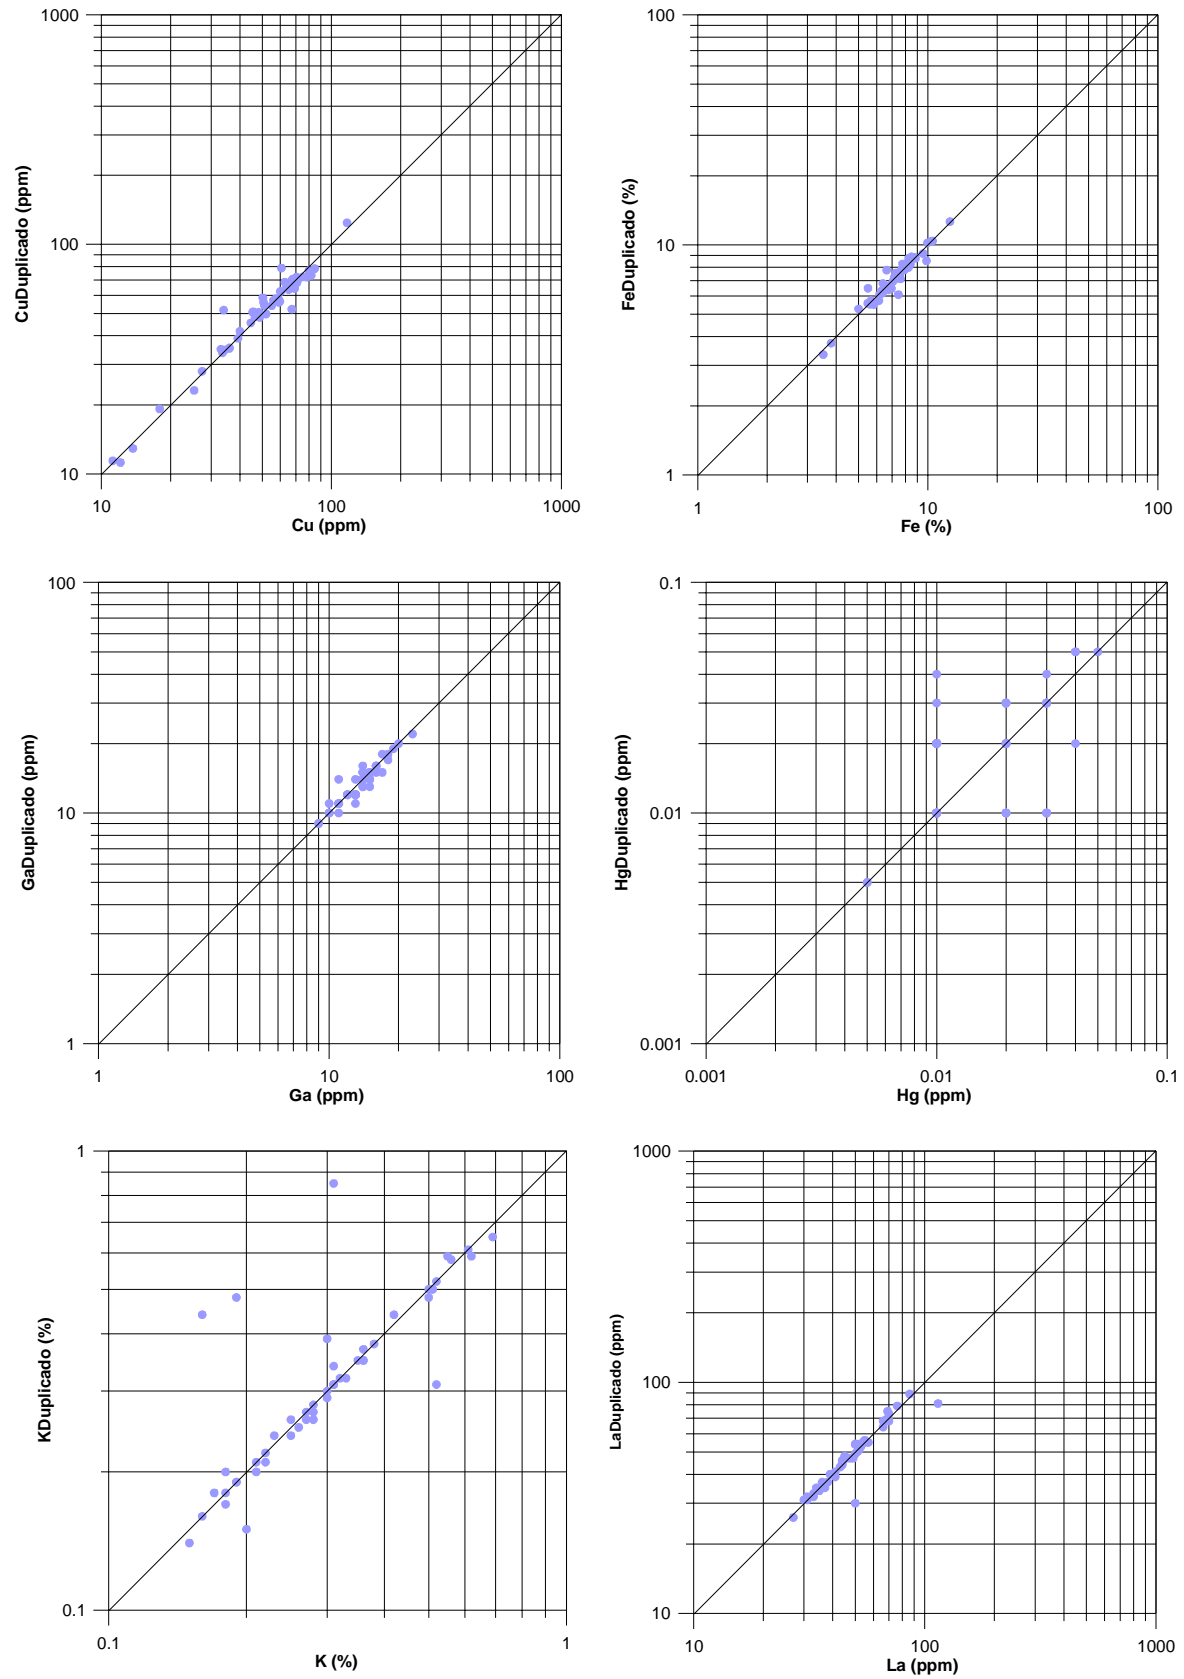 1000
100
10
10 100 1000
CuDuplicado (ppm)
Cu (ppm)
100
10
1
1 10 100
FeDuplicado (%)
Fe (%)
100
10
1
1 10 100
GaDuplicado (ppm)
Ga (ppm)
0.1
0.01
0.001
0.001 0.01 0.1
HgDuplicado (ppm)
Hg (ppm)
1
0.1
0.1 1
KDuplicado (%)
K (%)
1000
100
10
10 100 1000
LaDuplicado (ppm)
La (ppm)